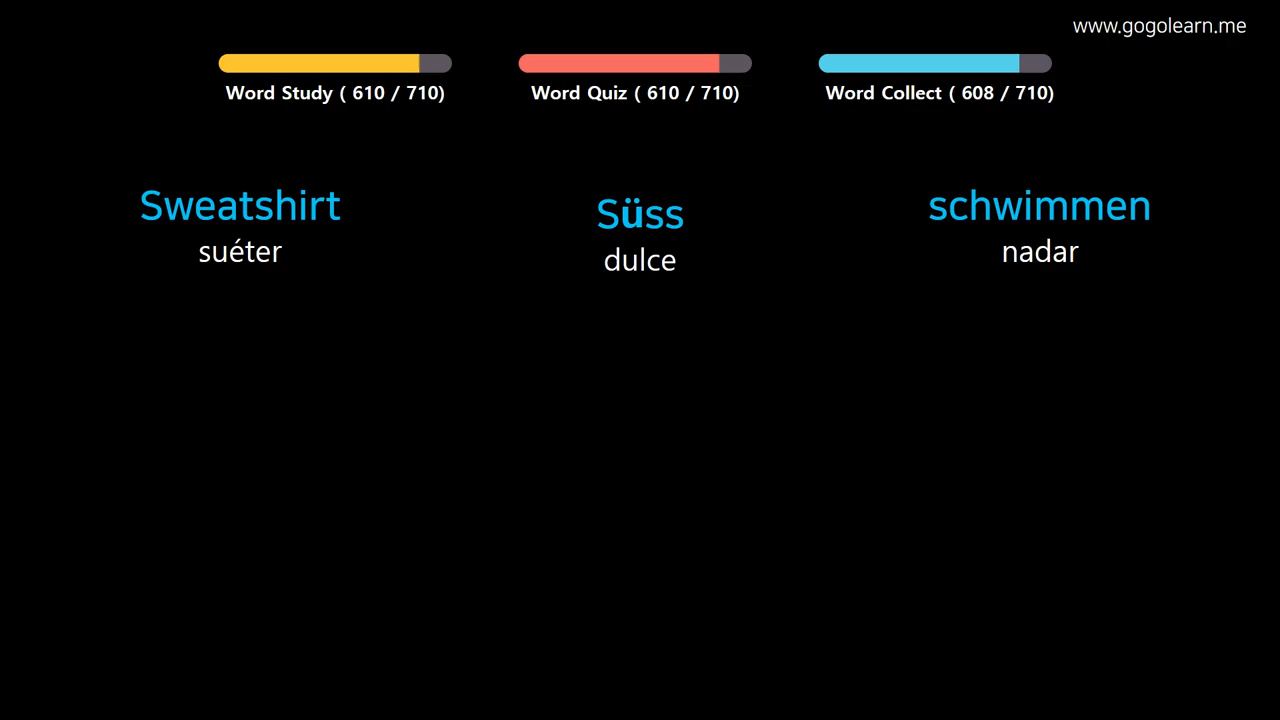 www.gogolearn.me
Word Study ( 610 / 710)
Word Quiz ( 610 / 710)
Word Collect ( 608 / 710)
Sweatshirt
suéter
Süss
dulce
schwimmen
nadar